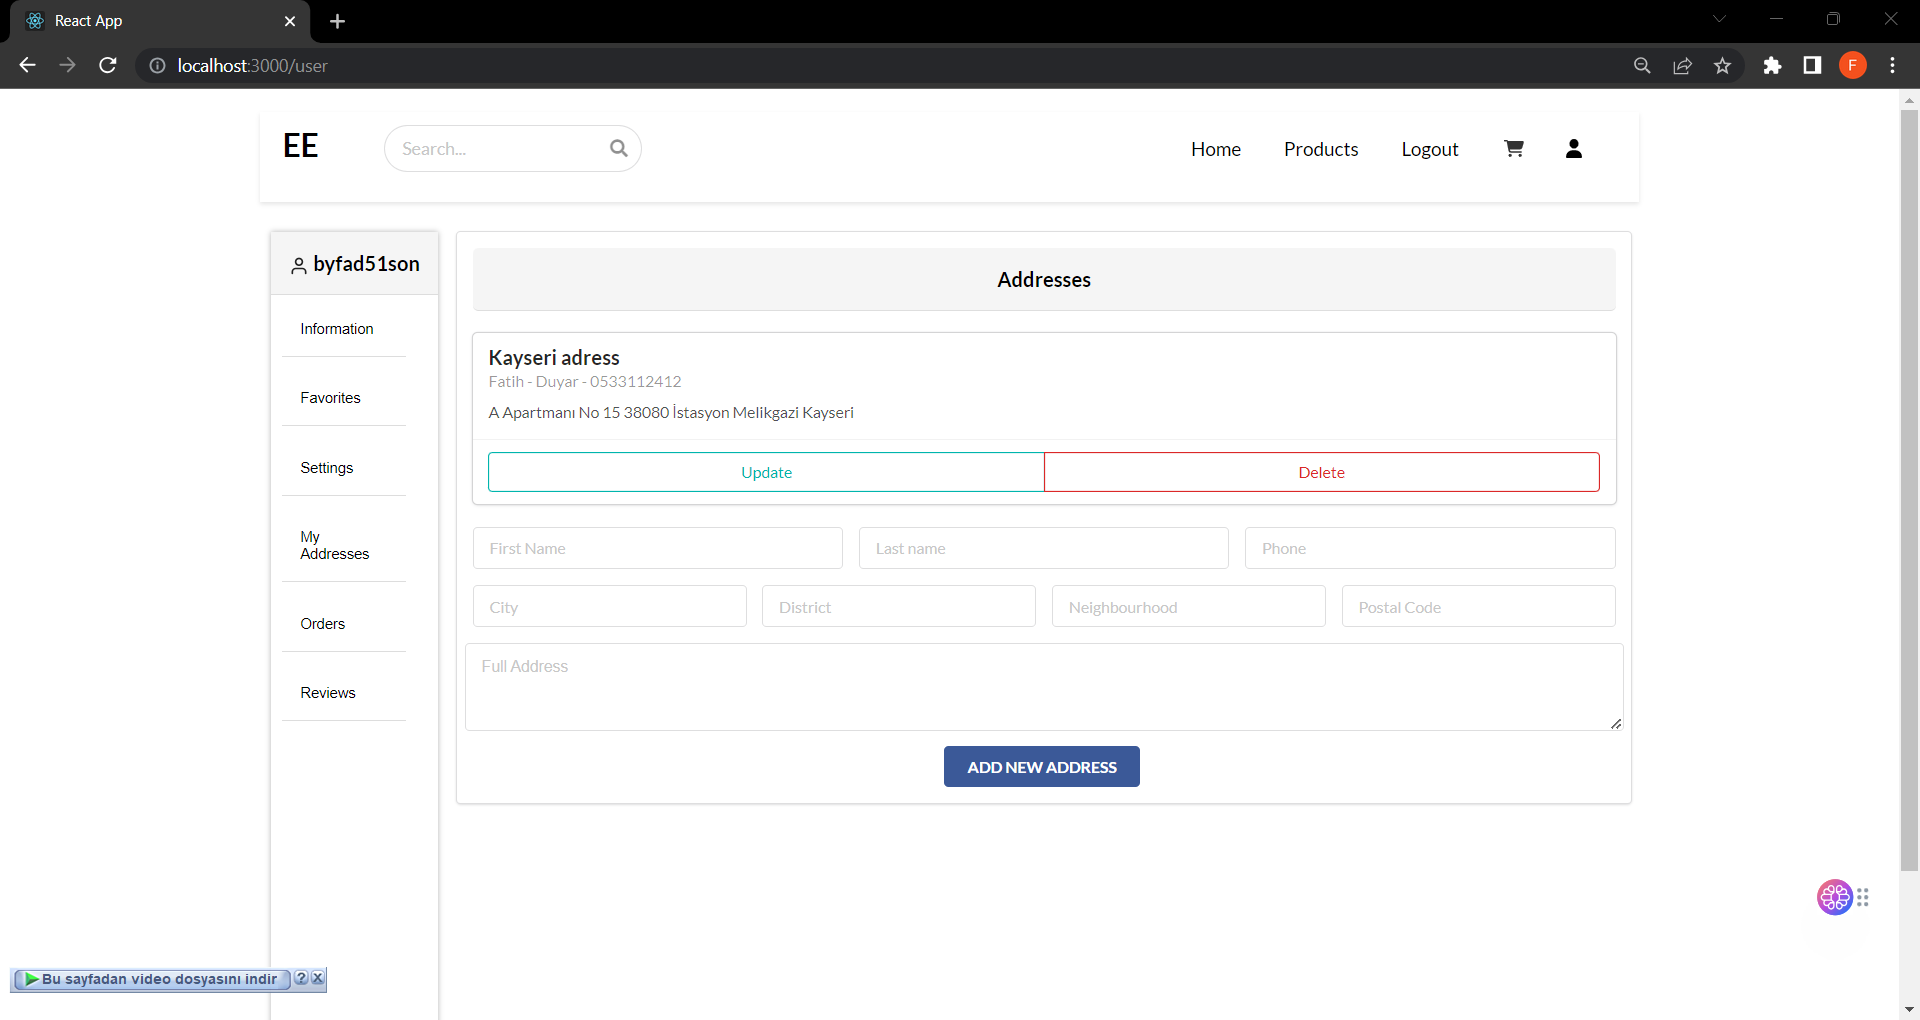 React App
localhost:3000/user
F
EE
Search...
Home
Products
Logout
byfad51son
Information
Favorites
Settings
My
Addresses
Orders
Reviews
Addresses
Kayseri adress
Fatih - Duyar - 0533112412
A Apartmanı No 15 38080 İstasyon Melikgazi Kayseri
Update
Delete
First Name
Last name
Phone
City
District
Neighbourhood
Postal Code
Full Address
ADD NEW ADDRESS
Bu sayfadan video dosyasını indir
?